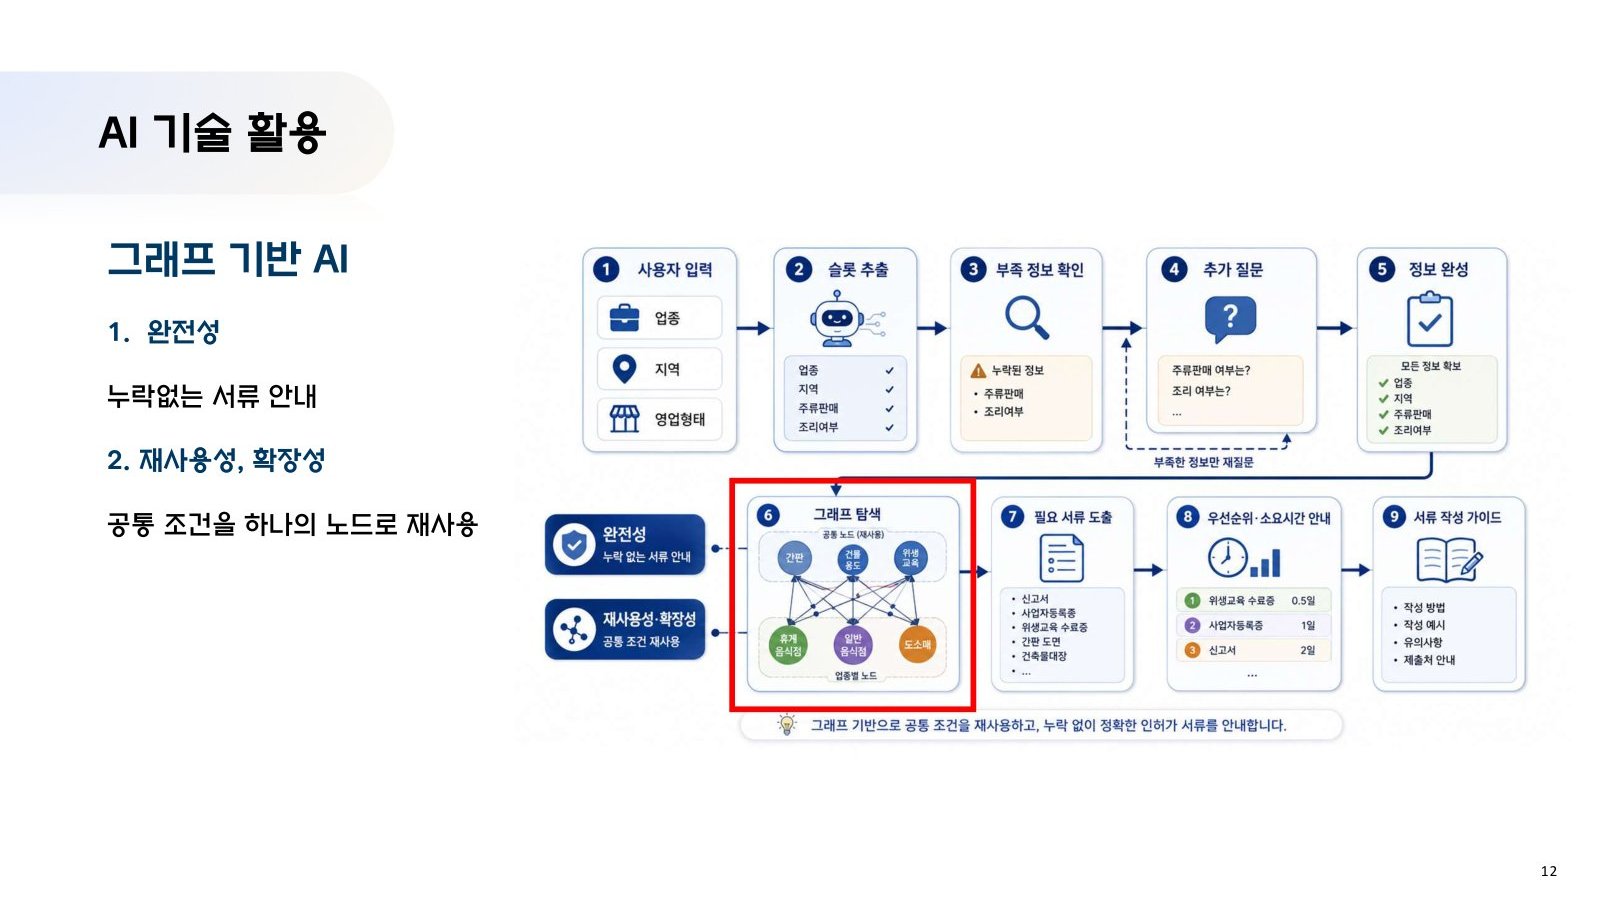 AI 기술 활용
그래프 기반 AI
1. 완전성
누락없는 서류 안내
2. 재사용성, 확장성
공통 조건을 하나의 노드로 재사용
1 사용자 입력
업종
지역
영업형태
2 슬롯 추출
업종
지역
주류판매
조리여부
3 부족 정보 확인
누락된 정보
• 주류판매
• 조리여부
4 추가 질문
?
주류판매 여부는?
조리 여부는?
...
부족한 정보만 재질문
5 정보 완성
모든 정보 확보
업종
지역
주류판매
조리여부
완전성
누락 없는 서류 안내
재사용성·확장성
공통 조건 재사용
6 그래프 탐색
공통 노드 (재사용)
간판
건물
용도
위생
교육
휴게
음식점
일반
음식점
도소매
업종별 노드
7 필요 서류 도출
• 신고서
• 사업자등록증
• 위생교육 수료증
• 간판 도면
• 건축물대장
• ...
8 우선순위·소요시간 안내
1 위생교육 수료증 0.5일
2 사업자등록증 1일
3 신고서 2일
...
9 서류 작성 가이드
• 작성 방법
• 작성 예시
• 유의사항
• 제출처 안내
그래프 기반으로 공통 조건을 재사용하고, 누락 없이 정확한 인허가 서류를 안내합니다.
12